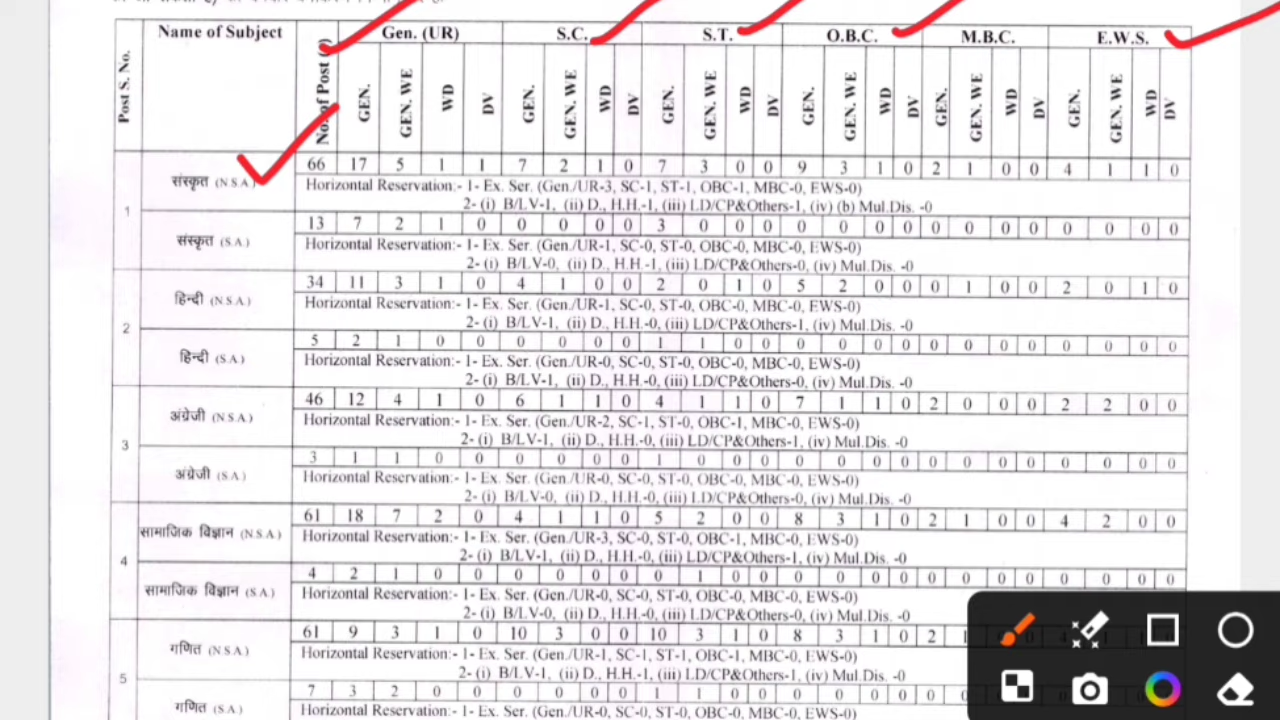 Name of Subject Gen. (UR) S.C. S.T. O.B.C. M.B.C. E.W.S.
Post S. No. GEN. GEN. WE WD DV GEN. GEN. WE WD DV GEN. GEN. WE WD DV GEN. GEN. WE WD DV GEN. GEN. WE WD DV GEN. GEN. WE WD DV
66 17 5 1 1 7 2 1 0 7 3 0 0 9 3 1 0 2 1 0 0 4 1 1 0
संस्कृत (N.S.A.) Horizontal Reservation:- 1- Ex. Ser. (Gen./UR-3, SC-1, ST-1, OBC-1, MBC-0, EWS-0)
2- (i) B/LV-1, (ii) D., H.H.-1, (iii) LD/CP&Others-1, (iv) (b) Mul.Dis. -0
1
13 7 2 1 0 0 0 0 0 3 0 0 0 0 0 0 0 0 0 0 0 0 0 0 0
संस्कृत (S.A.) Horizontal Reservation:- 1- Ex. Ser. (Gen./UR-1, SC-0, ST-0, OBC-0, MBC-0, EWS-0)
2- (i) B/LV-0, (ii) D., H.H.-1, (iii) LD/CP&Others-0, (iv) Mul.Dis. -0
34 11 3 1 0 4 1 0 0 2 0 1 0 5 2 0 0 0 1 0 0 2 0 1 0
हिन्दी (N.S.A.) Horizontal Reservation:- 1- Ex. Ser. (Gen./UR-1, SC-0, ST-0, OBC-0, MBC-0, EWS-0)
2- (i) B/LV-1, (ii) D., H.H.-0, (iii) LD/CP&Others-1, (iv) Mul.Dis. -0
2
5 2 1 0 0 0 0 0 0 1 1 0 0 0 0 0 0 0 0 0 0 0 0 0 0
हिन्दी (S.A.) Horizontal Reservation:- 1- Ex. Ser. (Gen./UR-0, SC-0, ST-0, OBC-0, MBC-0, EWS-0)
2- (i) B/LV-1, (ii) D., H.H.-0, (iii) LD/CP&Others-0, (iv) Mul.Dis. -0
46 12 4 1 0 6 1 1 0 4 1 1 0 7 1 1 0 2 0 0 0 2 2 0 0
अंग्रेजी (N.S.A.) Horizontal Reservation:- 1- Ex. Ser. (Gen./UR-2, SC-1, ST-0, OBC-1, MBC-0, EWS-0)
2- (i) B/LV-1, (ii) D., H.H.-0, (iii) LD/CP&Others-1, (iv) Mul.Dis. -0
3
3 1 1 0 0 0 0 0 0 1 0 0 0 0 0 0 0 0 0 0 0 0 0 0 0
अंग्रेजी (S.A.) Horizontal Reservation:- 1- Ex. Ser. (Gen./UR-0, SC-0, ST-0, OBC-0, MBC-0, EWS-0)
2- (i) B/LV-0, (ii) D., H.H.-0, (iii) LD/CP&Others-0, (iv) Mul.Dis. -0
61 18 7 2 0 4 1 1 0 5 2 0 0 8 3 1 0 2 1 0 0 4 2 0 0
सामाजिक विज्ञान (N.S.A.) Horizontal Reservation:- 1- Ex. Ser. (Gen./UR-3, SC-0, ST-0, OBC-1, MBC-0, EWS-0)
2- (i) B/LV-1, (ii) D., H.H.-0, (iii) LD/CP&Others-1, (iv) Mul.Dis. -0
4
4 2 1 0 0 0 0 0 0 0 1 0 0 0 0 0 0 0 0 0 0 0 0 0 0
सामाजिक विज्ञान (S.A.) Horizontal Reservation:- 1- Ex. Ser. (Gen./UR-0, SC-0, ST-0, OBC-0, MBC-0, EWS-0)
2- (i) B/LV-0, (ii) D., H.H.-0, (iii) LD/CP&Others-0, (iv) Mul.Dis. -0
61 9 3 1 0 10 3 0 0 10 3 1 0 8 3 1 0 2
गणित (N.S.A.) Horizontal Reservation:- 1- Ex. Ser. (Gen./UR-1, SC-1, ST-1, OBC-1, MBC-0, EWS-0)
2- (i) B/LV-1, (ii) D., H.H.-0, (iii) LD/CP&Others-1, (iv) Mul.Dis. -0
5
7 3 2 0 0 0 0 0 0 1 1 0 0 0 0 0 0 0
गणित (S.A.) Horizontal Reservation:- 1- Ex. Ser. (Gen./UR-0, SC-0, ST-0, OBC-0, MBC-0, EWS-0)